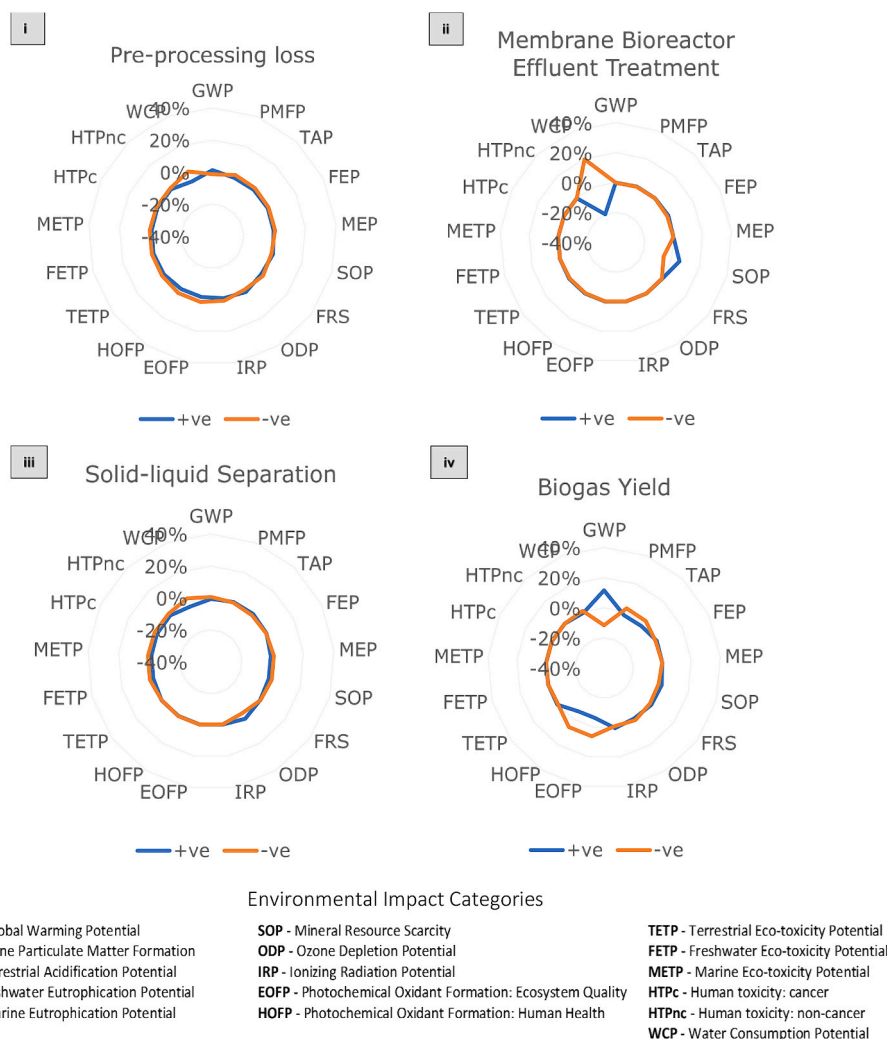 i
Pre-processing loss
GWP
PMFP
TAP
FEP
MEP
SOP
FRS
ODP
IRP
EOFP
HOFP
TETP
FETP
METP
HTPc
HTPnc
WCP
40%
20%
0%
-20%
-40%
+ve -ve
ii
Membrane Bioreactor
Effluent Treatment
GWP
PMFP
TAP
FEP
MEP
SOP
FRS
ODP
IRP
EOFP
HOFP
TETP
FETP
METP
HTPc
HTPnc
WCP
40%
20%
0%
-20%
-40%
+ve -ve
iii
Solid-liquid Separation
GWP
PMFP
TAP
FEP
MEP
SOP
FRS
ODP
IRP
EOFP
HOFP
TETP
FETP
METP
HTPc
HTPnc
WCP
40%
20%
0%
-20%
-40%
+ve -ve
iv
Biogas Yield
GWP
PMFP
TAP
FEP
MEP
SOP
FRS
ODP
IRP
EOFP
HOFP
TETP
FETP
METP
HTPc
HTPnc
WCP
40%
20%
0%
-20%
-40%
+ve -ve
Environmental Impact Categories
obal Warming Potential
ne Particulate Matter Formation
rrestrial Acidification Potential
shwater Eutrophication Potential
arine Eutrophication Potential
SOP - Mineral Resource Scarcity
ODP - Ozone Depletion Potential
IRP - Ionizing Radiation Potential
EOFP - Photochemical Oxidant Formation: Ecosystem Quality
HOFP - Photochemical Oxidant Formation: Human Health
TETP - Terrestrial Eco-toxicity Potential
FETP - Freshwater Eco-toxicity Potential
METP - Marine Eco-toxicity Potential
HTPc - Human toxicity: cancer
HTPnc - Human toxicity: non-cancer
WCP - Water Consumption Potential